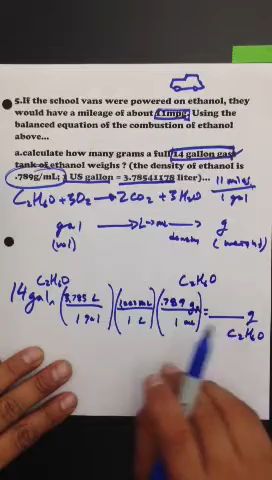 5.If the school vans were powered on ethanol, they
would have a mileage of about 11mpg. Using the
balanced equation of the combustion of ethanol
above...
a.calculate how many grams a full 14 gallon gas
tank of ethanol weighs ? (the density of ethanol is
.789g/mL; 1 US gallon = 3.78541178 liter)...
11 miles
1 gal
C₂H₆O+3O₂→2CO₂+3H₂O
gal → L→mL → g
(vol) density (weight)
C₂H₆O C₂H₆O
14 gal (3.785 L / 1 gal) (1000 mL / 1 L) (.789 g / 1 mL) = ___ g
C₂H₆O